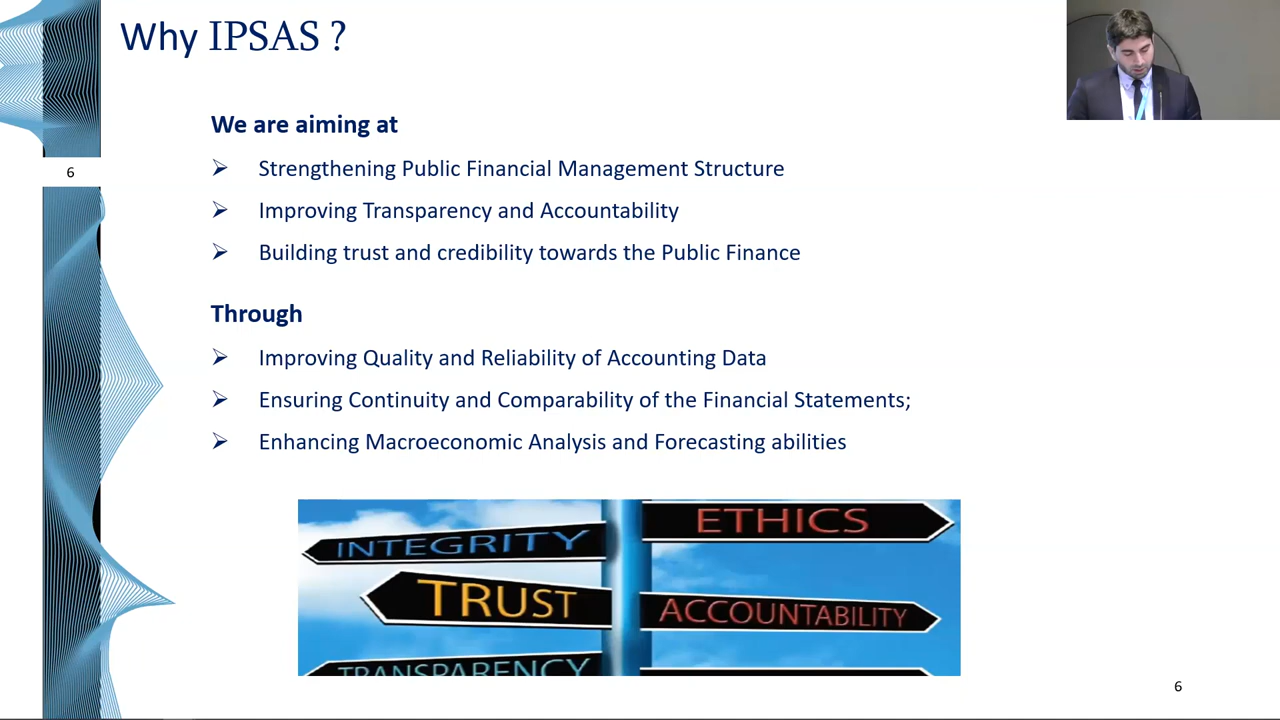 Why IPSAS ?
6
We are aiming at
Strengthening Public Financial Management Structure
Improving Transparency and Accountability
Building trust and credibility towards the Public Finance
Through
Improving Quality and Reliability of Accounting Data
Ensuring Continuity and Comparability of the Financial Statements;
Enhancing Macroeconomic Analysis and Forecasting abilities
ETHICS
INTEGRITY
TRUST
ACCOUNTABILITY
TRANSPARENCY
6